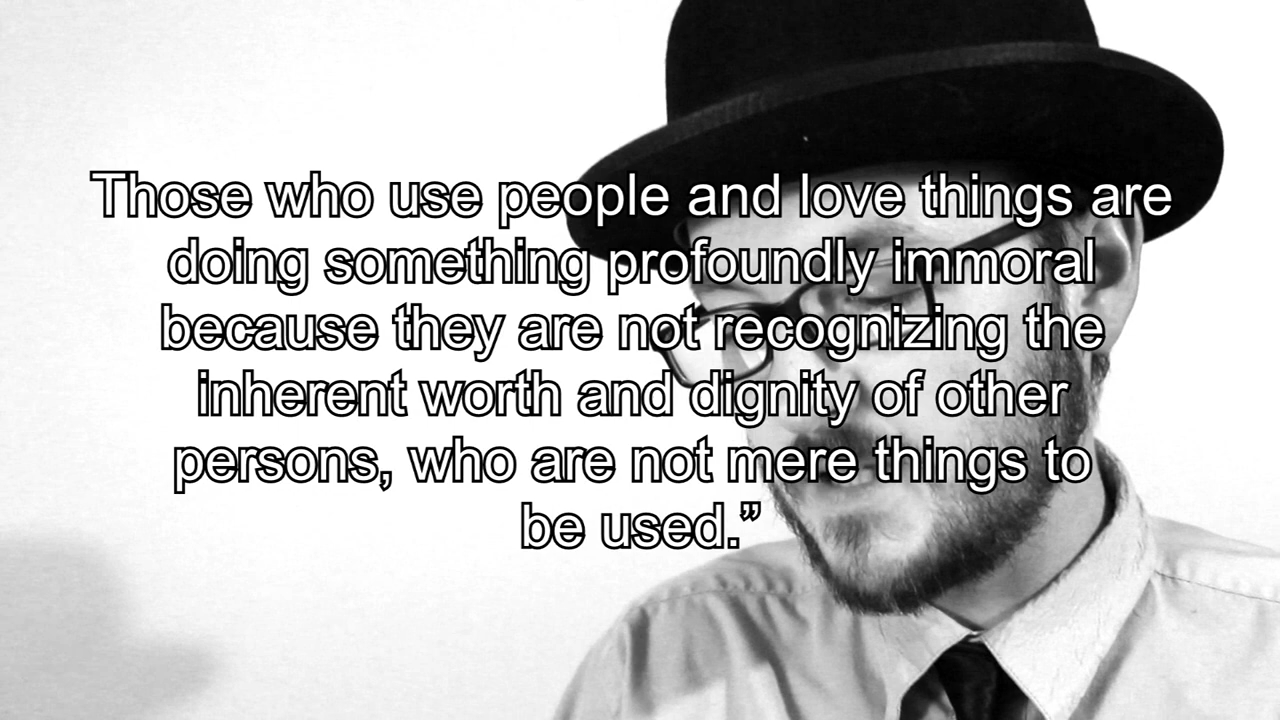 Those who use people and love things are
doing something profoundly immoral
because they are not recognizing the
inherent worth and dignity of other
persons, who are not mere things to
be used.”